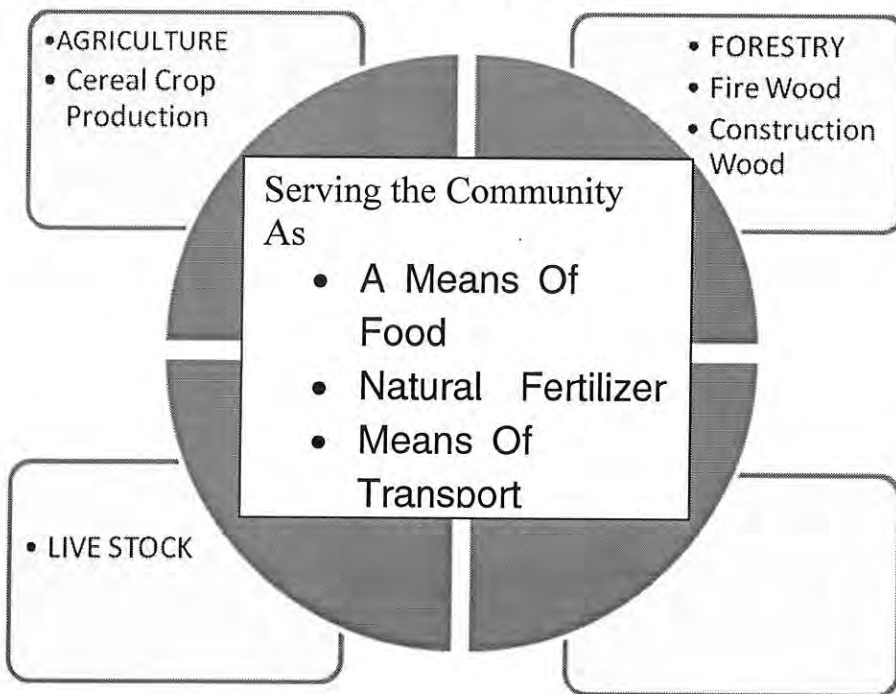 •AGRICULTURE
• Cereal Crop
Production
• FORESTRY
• Fire Wood
• Construction
Wood
Serving the Community
As
• A Means Of
Food
• Natural Fertilizer
• Means Of
Transport
• LIVE STOCK